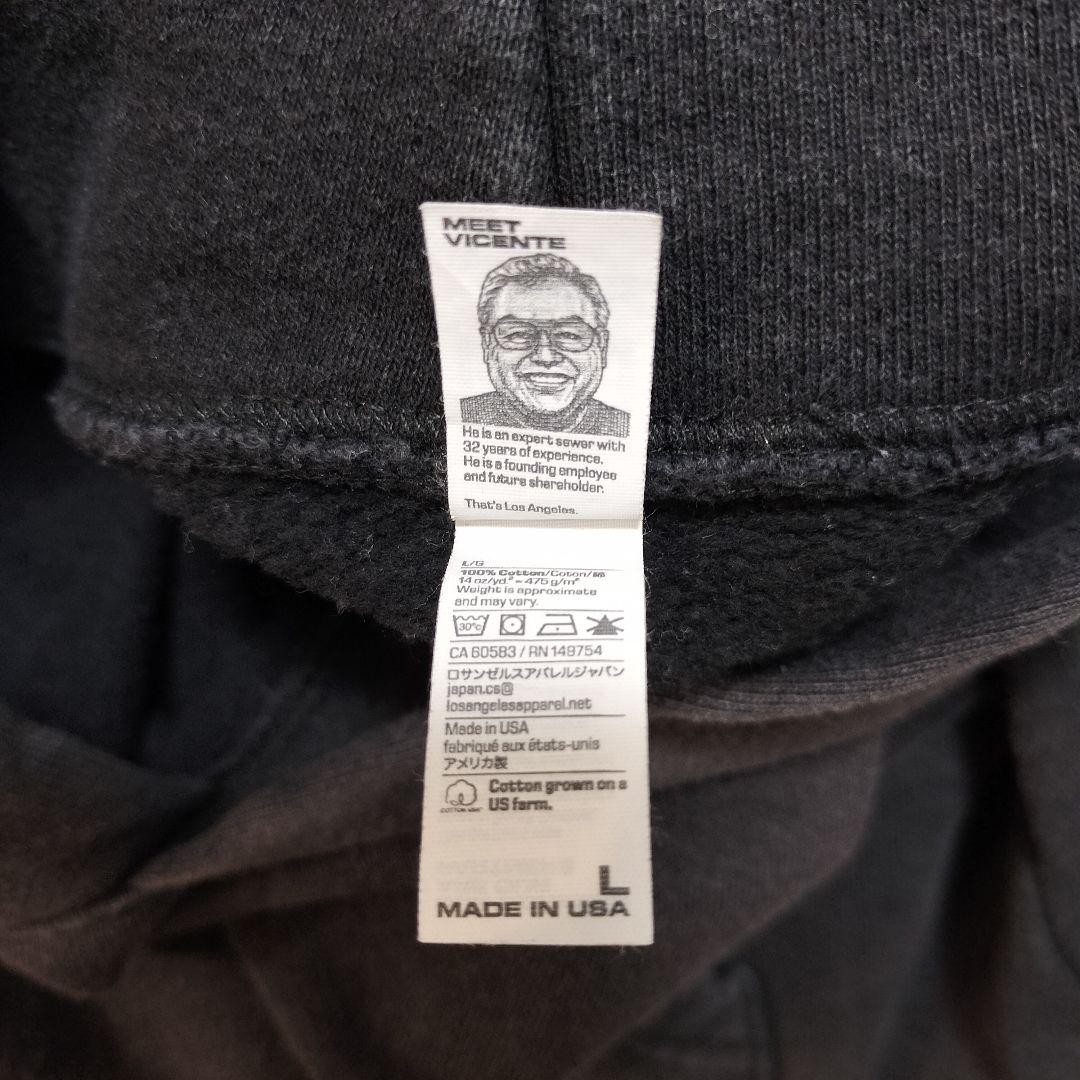 MEET
VICENTE
He is an expert sewer with
32 years of experience.
He is a founding employee
and future shareholder.
That's Los Angeles.
L/G
100% Cotton/Coton/綿
14 oz/yd.² = 475 g/m²
Weight is approximate
and may vary.
30°C
CA 60583 / RN 149754
ロサンゼルスアパレルジャパン
japan.cs@
losangelesapparel.net
Made in USA
fabriqué aux états-unis
アメリカ製
Cotton grown on a
US farm.
COTTON USA
L
MADE IN USA